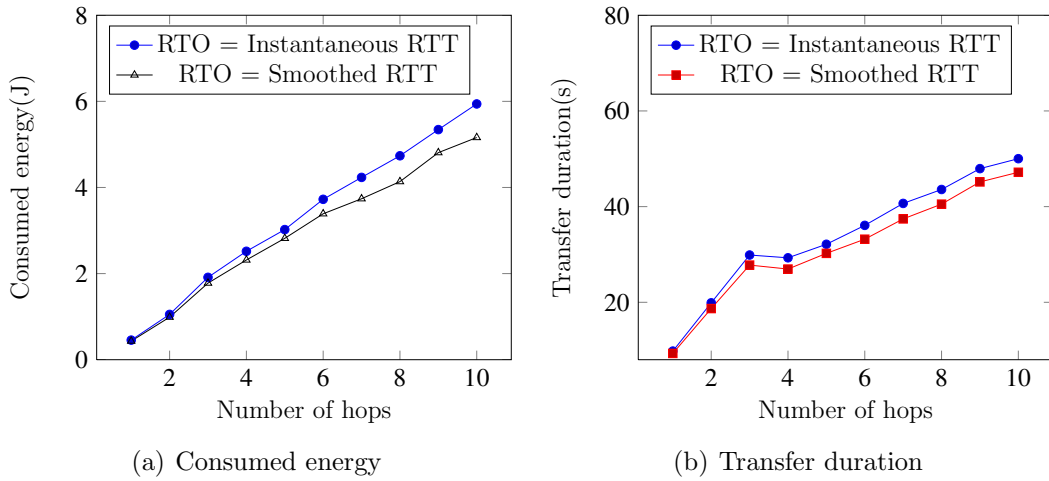 RTO = Instantaneous RTT
RTO = Smoothed RTT
Consumed energy(J)
8
6
4
2
0
2
4
6
8
10
Number of hops
(a) Consumed energy
RTO = Instantaneous RTT
RTO = Smoothed RTT
Transfer duration(s)
80
60
40
20
2
4
6
8
10
Number of hops
(b) Transfer duration